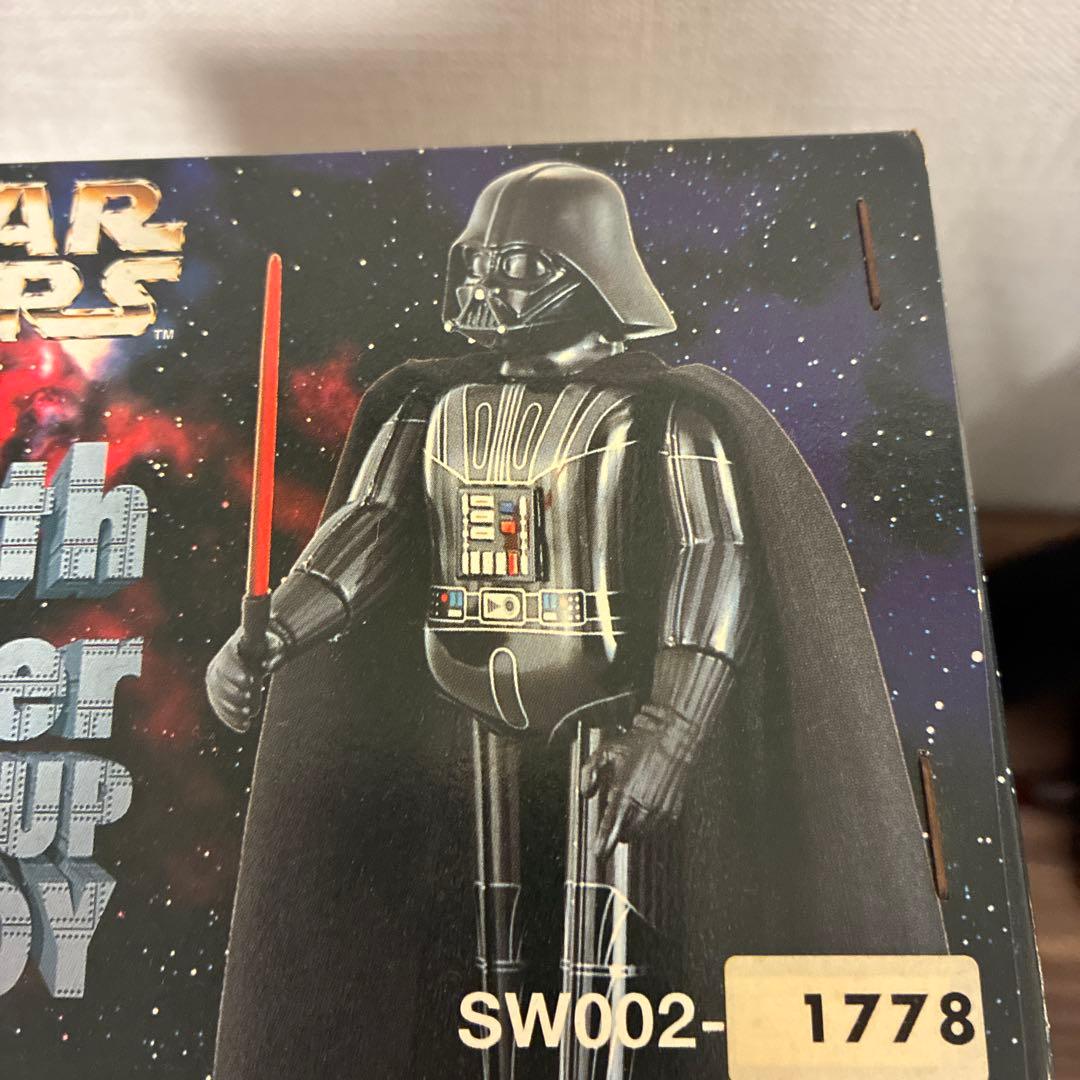 AR
RS
TM
th
er
UP
OY
SW002- 1778